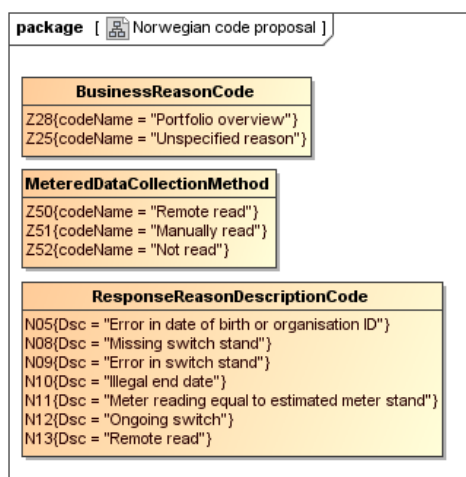 package [ Norwegian code proposal ]
BusinessReasonCode
Z28{codeName = "Portfolio overview"}
Z25{codeName = "Unspecified reason"}
MeteredDataCollectionMethod
Z50{codeName = "Remote read"}
Z51{codeName = "Manually read"}
Z52{codeName = "Not read"}
ResponseReasonDescriptionCode
N05{Dsc = "Error in date of birth or organisation ID"}
N08{Dsc = "Missing switch stand"}
N09{Dsc = "Error in switch stand"}
N10{Dsc = "Illegal end date"}
N11{Dsc = "Meter reading equal to estimated meter stand"}
N12{Dsc = "Ongoing switch"}
N13{Dsc = "Remote read"}